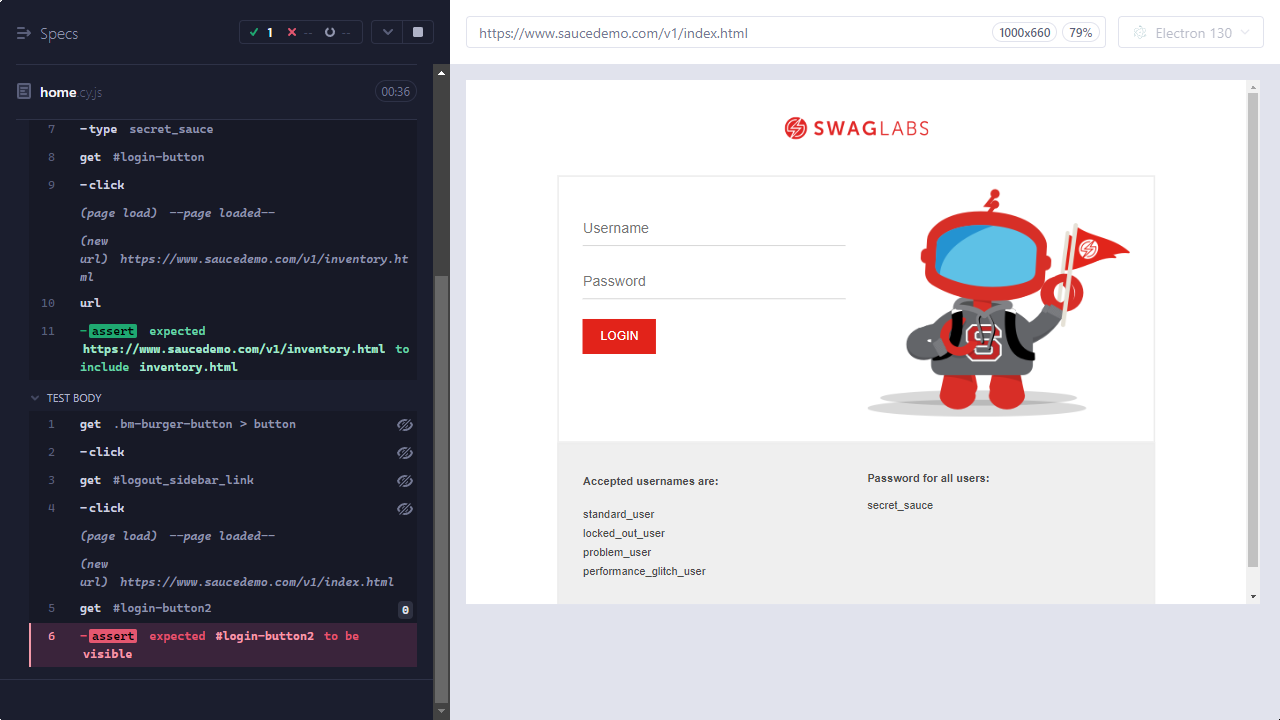 Specs
1
--
--
home.cy.js
00:36
7 -type secret_sauce
8 get #login-button
9 -click
(page load) --page loaded--
(new
url) https://www.saucedemo.com/v1/inventory.ht
ml
10 url
11 -assert expected
https://www.saucedemo.com/v1/inventory.html to
include inventory.html
TEST BODY
1 get .bm-burger-button > button
2 -click
3 get #logout_sidebar_link
4 -click
(page load) --page loaded--
(new
url) https://www.saucedemo.com/v1/index.html
5 get #login-button2 0
6 -assert expected #login-button2 to be
visible
https://www.saucedemo.com/v1/index.html
1000x660
79%
Electron 130
SWAGLABS
Username
Password
LOGIN
S
Accepted usernames are:
standard_user
locked_out_user
problem_user
performance_glitch_user
Password for all users:
secret_sauce